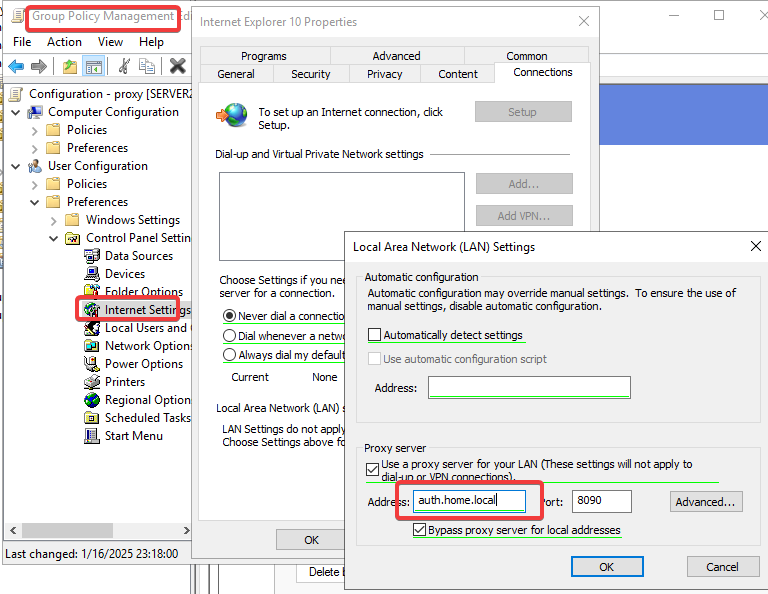 Group Policy Management Edi
File Action View Help
Configuration - proxy [SERVER2
Computer Configuration
Policies
Preferences
User Configuration
Policies
Preferences
Windows Settings
Control Panel Settin
Data Sources
Devices
Folder Options
Internet Settings
Local Users and
Network Options
Power Options
Printers
Regional Option
Scheduled Tasks
Start Menu
Last changed: 1/16/2025 23:18:00
Internet Explorer 10 Properties
Programs Advanced Common
General Security Privacy Content Connections
To set up an Internet connection, click
Setup.
Setup
Dial-up and Virtual Private Network settings
Add...
Add VPN...
Choose Settings if you nee
server for a connection.
Never dial a connectio
Dial whenever a netwo
Always dial my default
Current None
Local Area Network (LAN) s
LAN Settings do not apply
Choose Settings above fo
OK
Delete
Local Area Network (LAN) Settings
Automatic configuration
Automatic configuration may override manual settings. To ensure the use of
manual settings, disable automatic configuration.
Automatically detect settings
Use automatic configuration script
Address:
Proxy server
Use a proxy server for your LAN (These settings will not apply to
dial-up or VPN connections).
Address: auth.home.local Port: 8090 Advanced...
Bypass proxy server for local addresses
OK Cancel